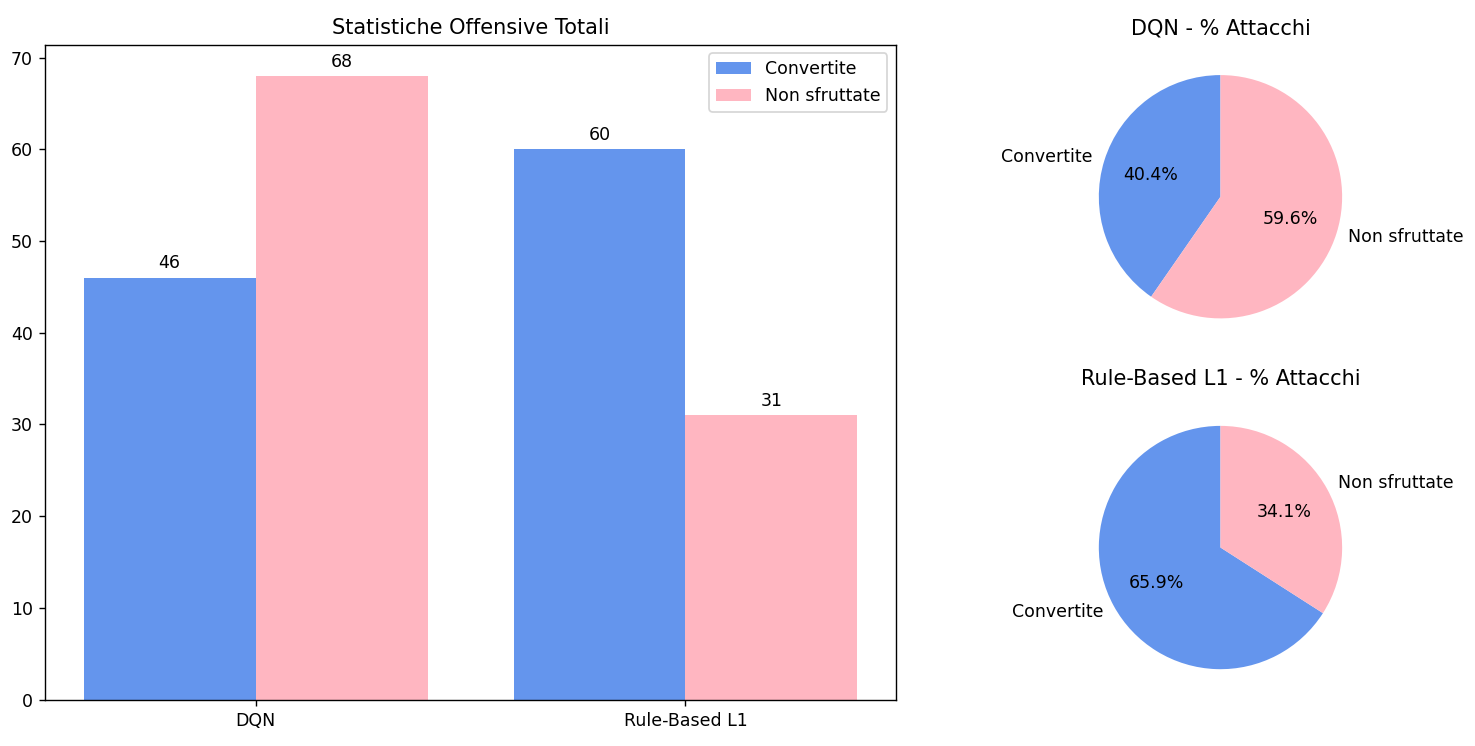 Statistiche Offensive Totali
70
60
50
40
30
20
10
0
46
68
60
31
DQN
Rule-Based L1
Convertite
Non sfruttate
DQN - % Attacchi
Convertite
40.4%
59.6%
Non sfruttate
Rule-Based L1 - % Attacchi
Non sfruttate
34.1%
65.9%
Convertite